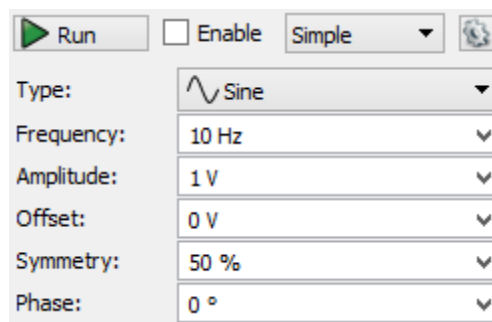 Run Enable Simple
Type: Sine
Frequency: 10 Hz
Amplitude: 1 V
Offset: 0 V
Symmetry: 50 %
Phase: 0 °